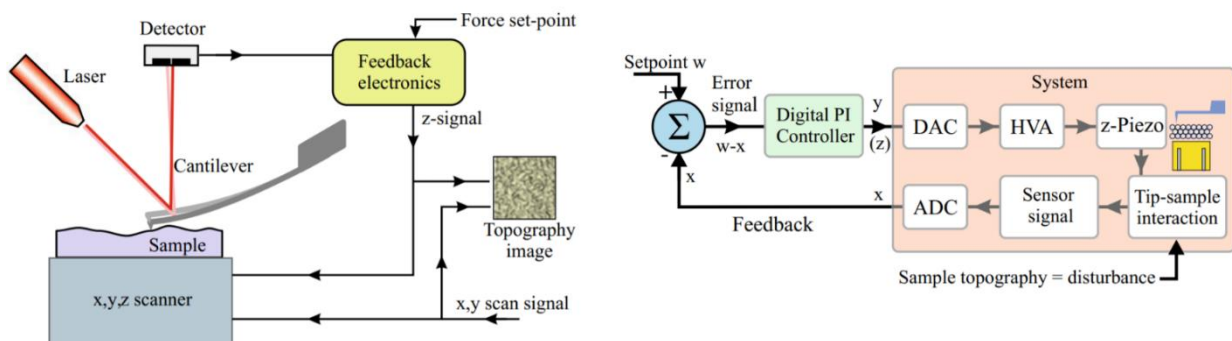 Detector
Force set-point
Laser
Feedback
electronics
z-signal
Cantilever
Sample
Topography
image
x,y,z scanner
x,y scan signal
Setpoint w
+
Σ
-
Error
signal
w-x
Digital PI
Controller
y
(z)
System
DAC
HVA
z-Piezo
x
Feedback
x
ADC
Sensor
signal
Tip-sample
interaction
Sample topography = disturbance